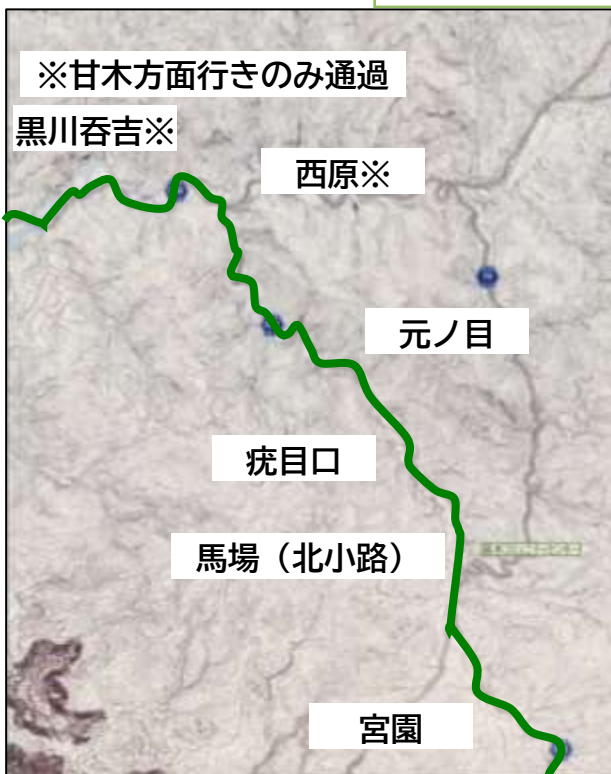 ※甘木方面行きのみ通過
黒川呑吉※
西原※
元ノ目
疣目口
馬場（北小路）
宮園